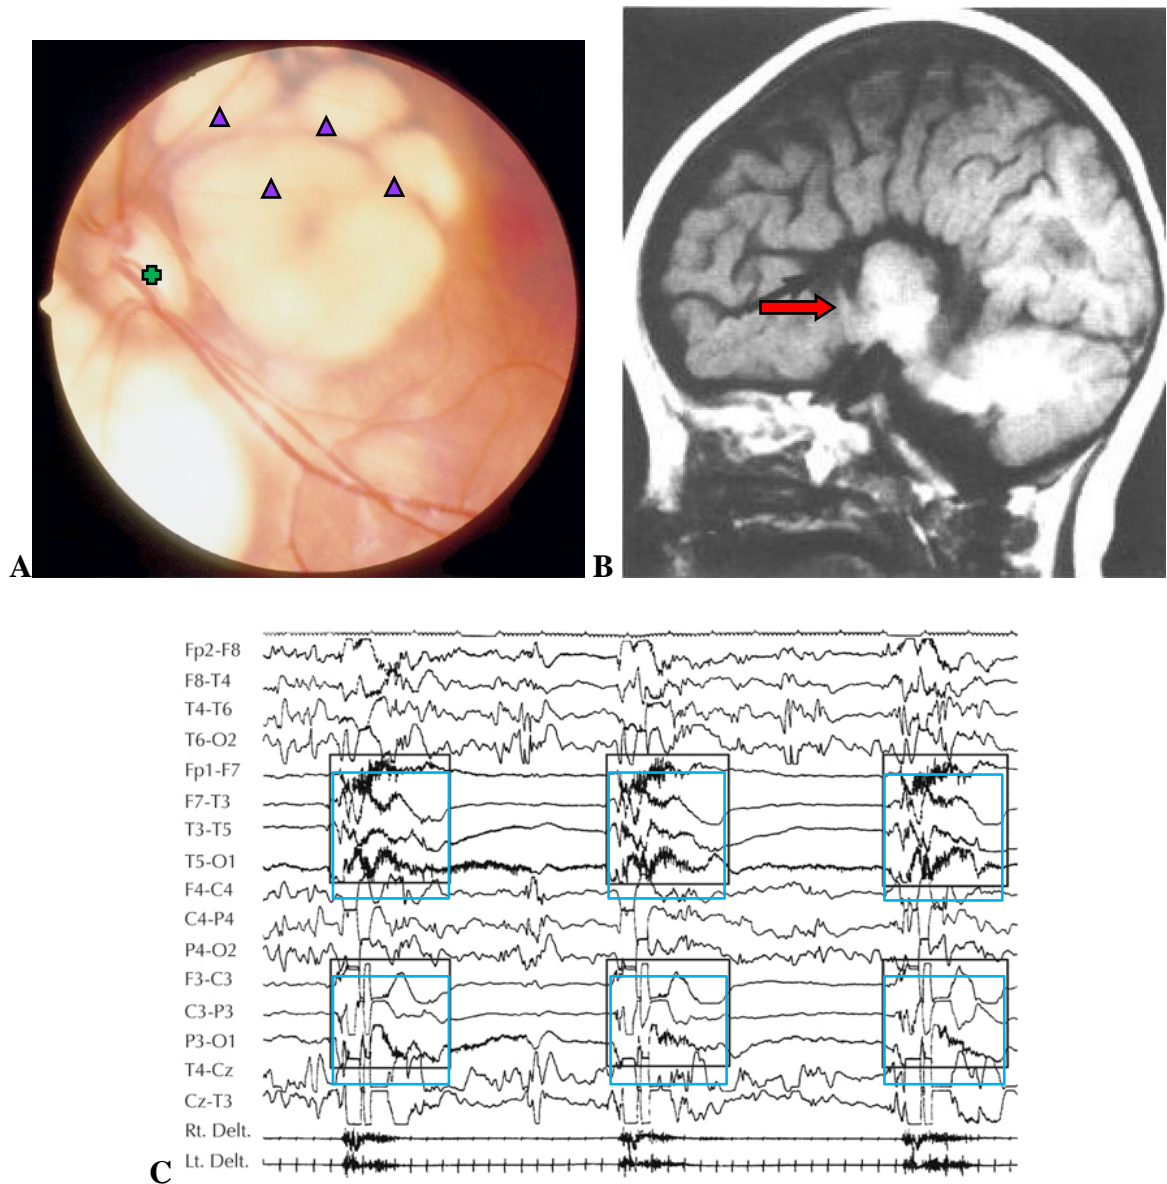 A
B
Fp2-F8
F8-T4
T4-T6
T6-O2
Fp1-F7
F7-T3
T3-T5
T5-O1
F4-C4
C4-P4
P4-O2
F3-C3
C3-P3
P3-O1
T4-Cz
Cz-T3
Rt. Delt.
Lt. Delt.
C